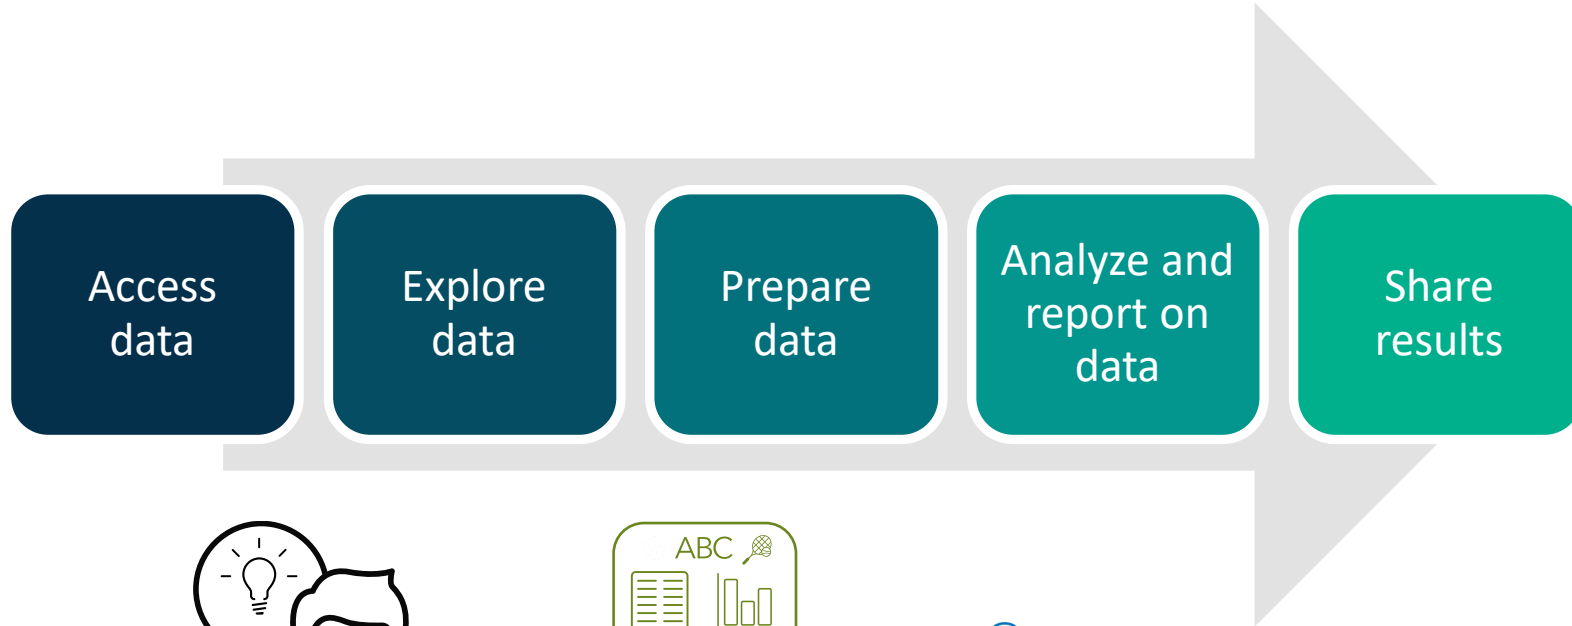 Access
data
Explore
data
Prepare
data
Analyze and
report on
data
Share
results
ABC